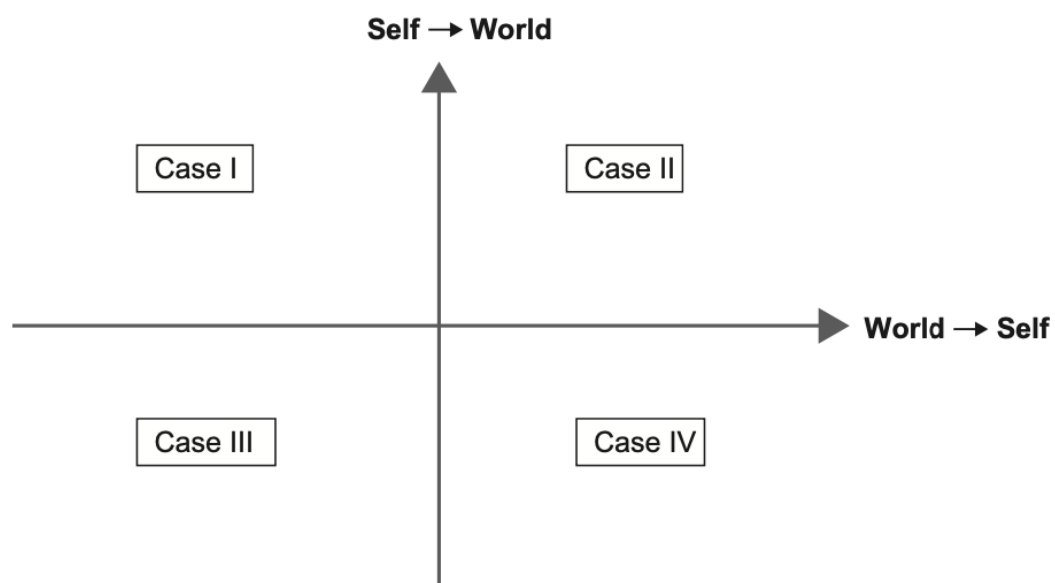 Self → World
Case I
Case II
World → Self
Case III
Case IV